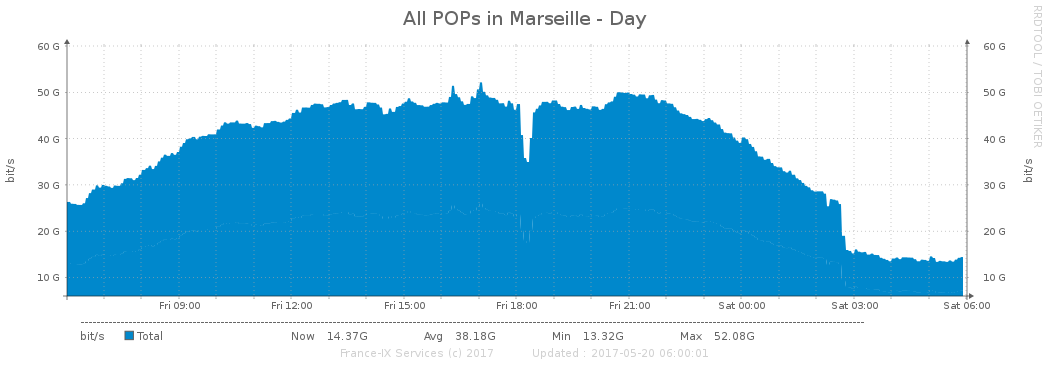 All POPs in Marseille - Day
RRDTOOL / TOBI OETIKER
60 G 60 G
50 G 50 G
40 G 40 G
30 G 30 G
20 G 20 G
10 G 10 G
bit/s bit/s
Fri 09:00 Fri 12:00 Fri 15:00 Fri 18:00 Fri 21:00 Sat 00:00 Sat 03:00 Sat 06:00
bit/s Total Now 14.37G Avg 38.18G Min 13.32G Max 52.08G
France-IX Services (c) 2017 Updated : 2017-05-20 06:00:01